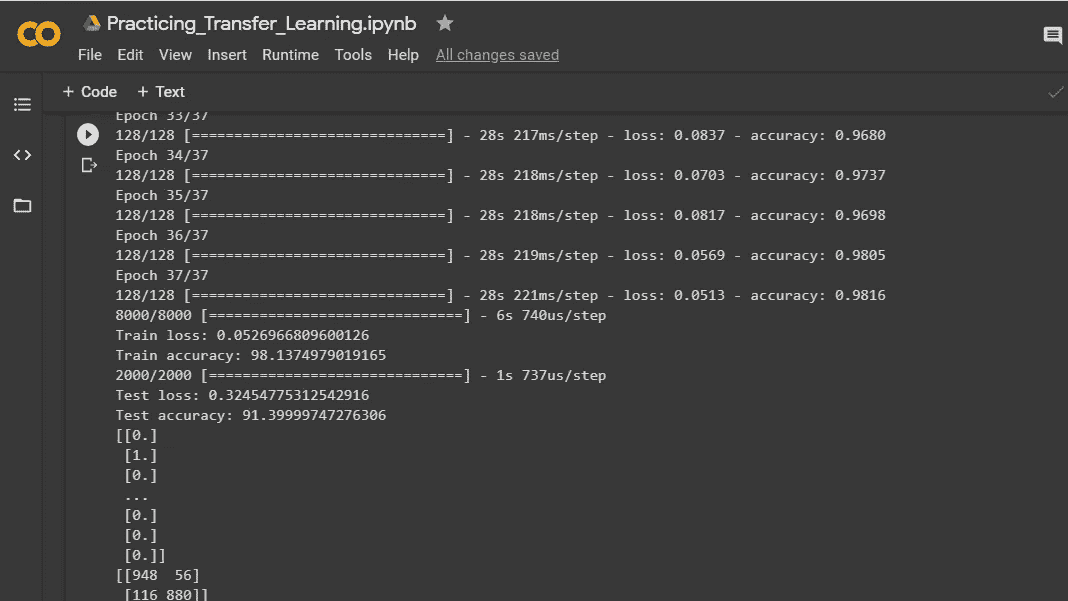 Practicing_Transfer_Learning.ipynb
File Edit View Insert Runtime Tools Help All changes saved
+ Code + Text
Epoch 33/37
128/128 [==============================] - 28s 217ms/step - loss: 0.0837 - accuracy: 0.9680
Epoch 34/37
128/128 [==============================] - 28s 218ms/step - loss: 0.0703 - accuracy: 0.9737
Epoch 35/37
128/128 [==============================] - 28s 218ms/step - loss: 0.0817 - accuracy: 0.9698
Epoch 36/37
128/128 [==============================] - 28s 219ms/step - loss: 0.0569 - accuracy: 0.9805
Epoch 37/37
128/128 [==============================] - 28s 221ms/step - loss: 0.0513 - accuracy: 0.9816
8000/8000 [==============================] - 6s 740us/step
Train loss: 0.0526966809600126
Train accuracy: 98.1374979019165
2000/2000 [==============================] - 1s 737us/step
Test loss: 0.32454775312542916
Test accuracy: 91.39999747276306
[[0.]
[1.]
[0.]
...
[0.]
[0.]
[0.]]
[[948 56]
[116 880]]